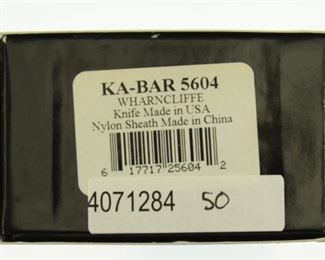 KA-BAR 5604
WHARNCLIFFE
Knife Made in USA
Nylon Sheath Made in China
6 17717 25604 2
4071284 50